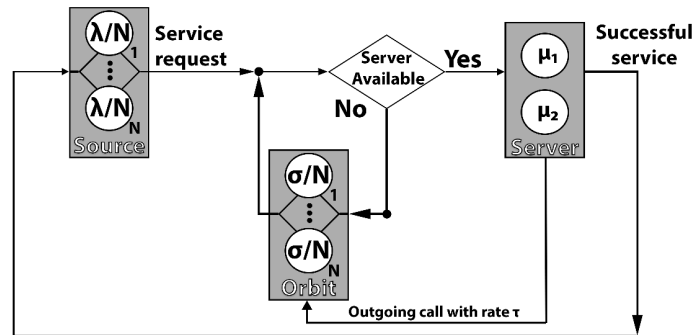 λ/N
1
λ/N
N
Source
Service
request
Server
Available
Yes
No
μ₁
μ₂
Server
Successful
service
σ/N
1
σ/N
N
Orbit
Outgoing call with rate τ